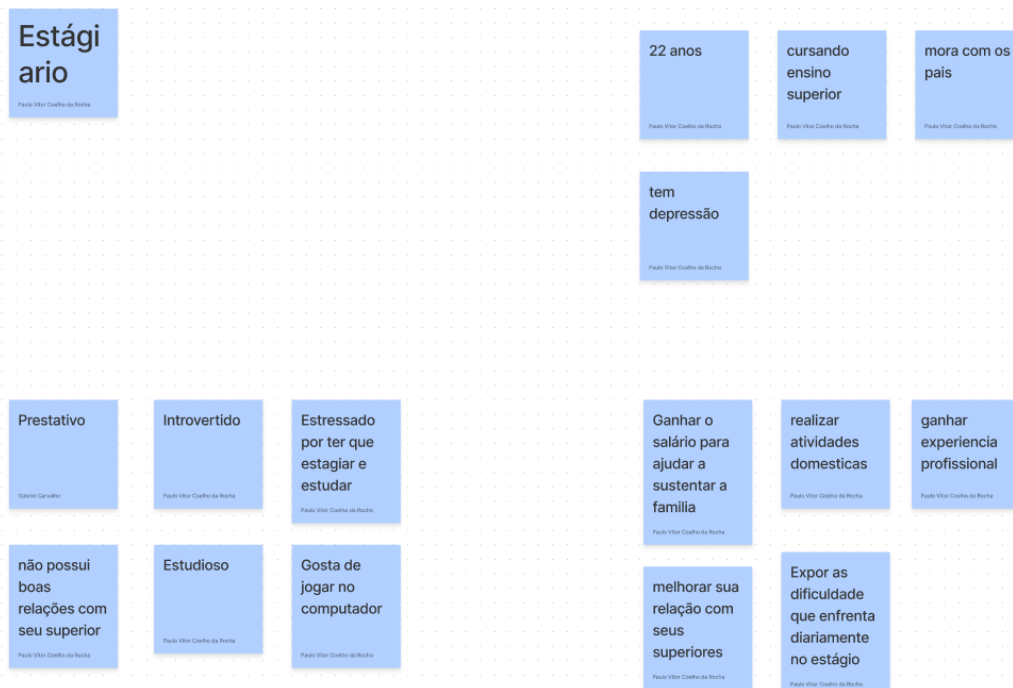 Estági
ario
Paulo Vitor Coelho da Rocha
22 anos
Paulo Vitor Coelho da Rocha
cursando
ensino
superior
Paulo Vitor Coelho da Rocha
mora com os
pais
Paulo Vitor Coelho da Rocha
tem
depressão
Paulo Vitor Coelho da Rocha
Prestativo
Gabriel Carvalho
Introvertido
Paulo Vitor Coelho da Rocha
Estressado
por ter que
estagiar e
estudar
Paulo Vitor Coelho da Rocha
não possui
boas
relações com
seu superior
Paulo Vitor Coelho da Rocha
Estudioso
Paulo Vitor Coelho da Rocha
Gosta de
jogar no
computador
Paulo Vitor Coelho da Rocha
Ganhar o
salário para
ajudar a
sustentar a
familia
Paulo Vitor Coelho da Rocha
realizar
atividades
domesticas
Paulo Vitor Coelho da Rocha
ganhar
experiencia
profissional
Paulo Vitor Coelho da Rocha
melhorar sua
relação com
seus
superiores
Paulo Vitor Coelho da Rocha
Expor as
dificuldade
que enfrenta
diariamente
no estágio
Paulo Vitor Coelho da Rocha